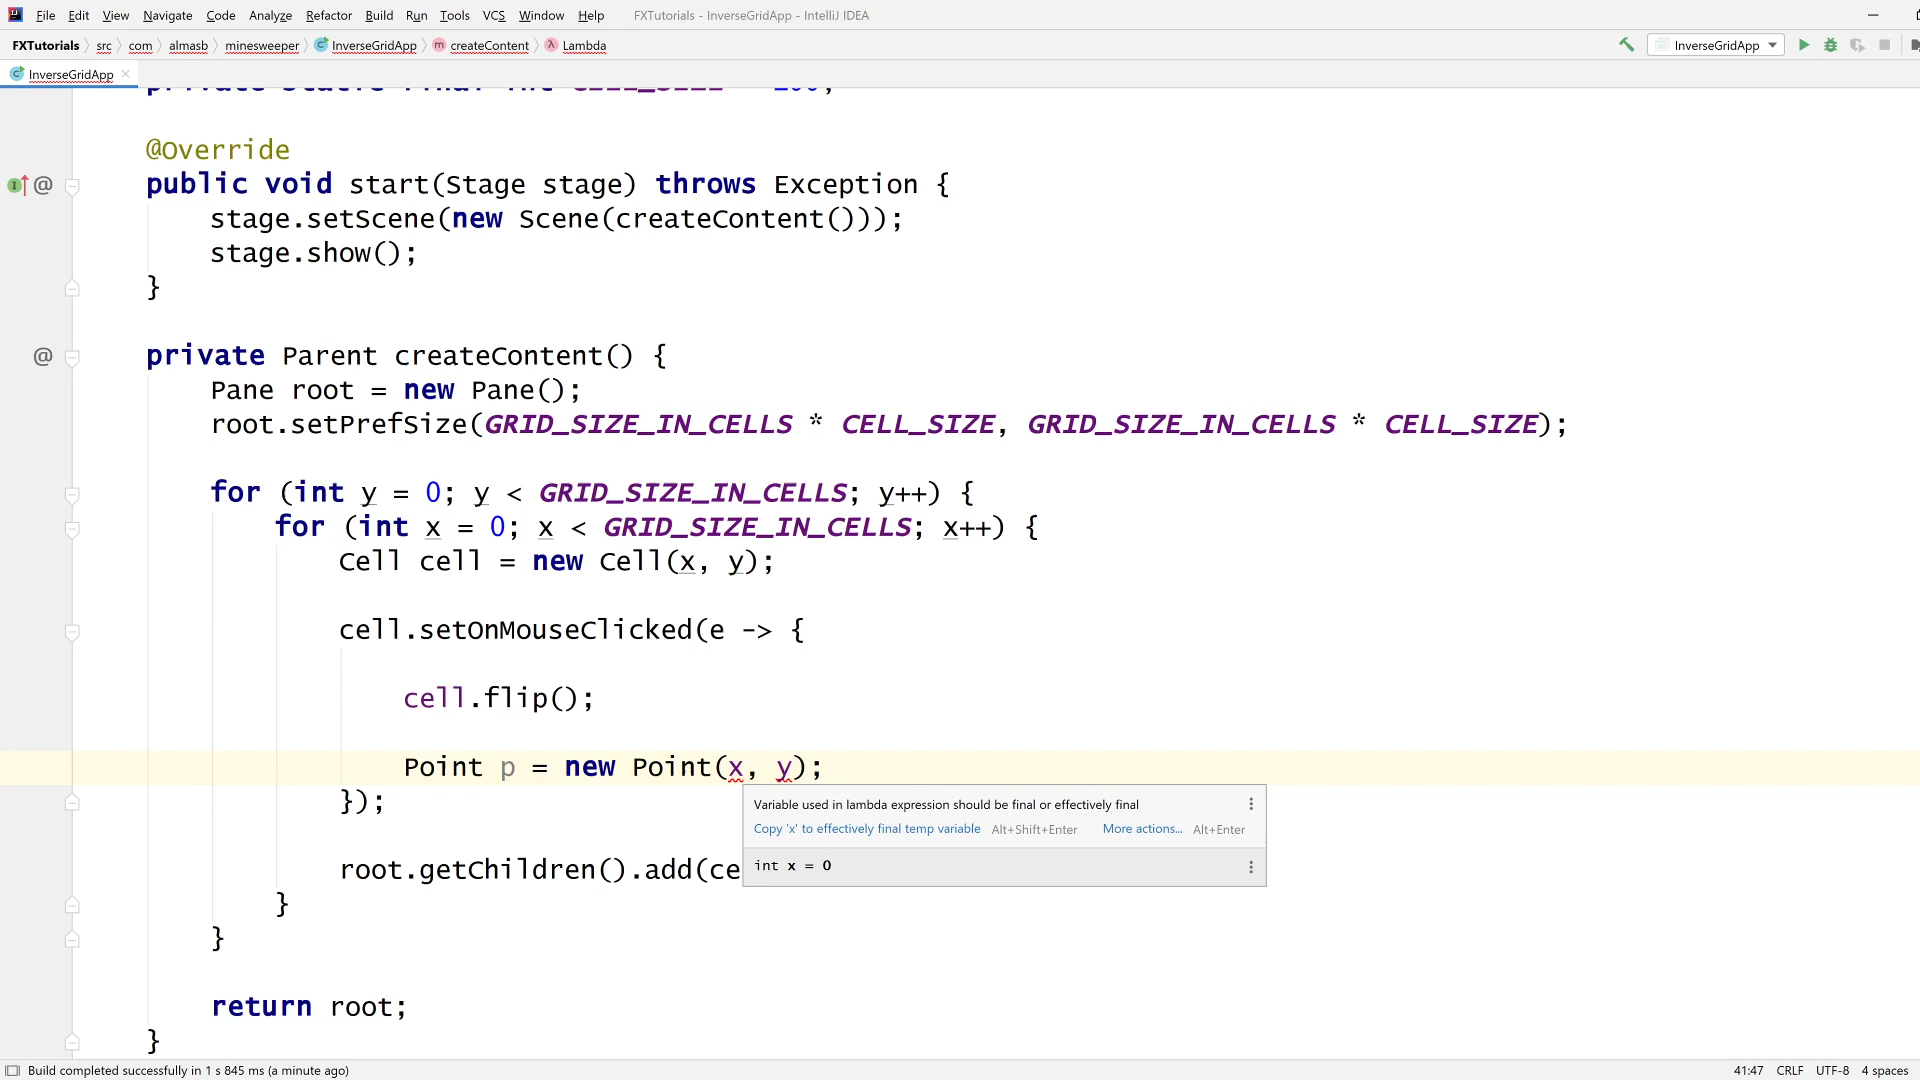 File Edit View Navigate Code Analyze Refactor Build Run Tools VCS Window Help FXTutorials - InverseGridApp - IntelliJ IDEA
FXTutorials src com almasb minesweeper InverseGridApp createContent Lambda InverseGridApp
InverseGridApp
private static final int CELL_SIZE = 200;
@Override
public void start(Stage stage) throws Exception {
stage.setScene(new Scene(createContent()));
stage.show();
}
private Parent createContent() {
Pane root = new Pane();
root.setPrefSize(GRID_SIZE_IN_CELLS * CELL_SIZE, GRID_SIZE_IN_CELLS * CELL_SIZE);
for (int y = 0; y < GRID_SIZE_IN_CELLS; y++) {
for (int x = 0; x < GRID_SIZE_IN_CELLS; x++) {
Cell cell = new Cell(x, y);
cell.setOnMouseClicked(e -> {
cell.flip();
Point p = new Point(x, y);
});
Variable used in lambda expression should be final or effectively final
Copy 'x' to effectively final temp variable Alt+Shift+Enter More actions... Alt+Enter
int x = 0
root.getChildren().add(ce
}
}
return root;
}
Build completed successfully in 1 s 845 ms (a minute ago) 41:47 CRLF UTF-8 4 spaces